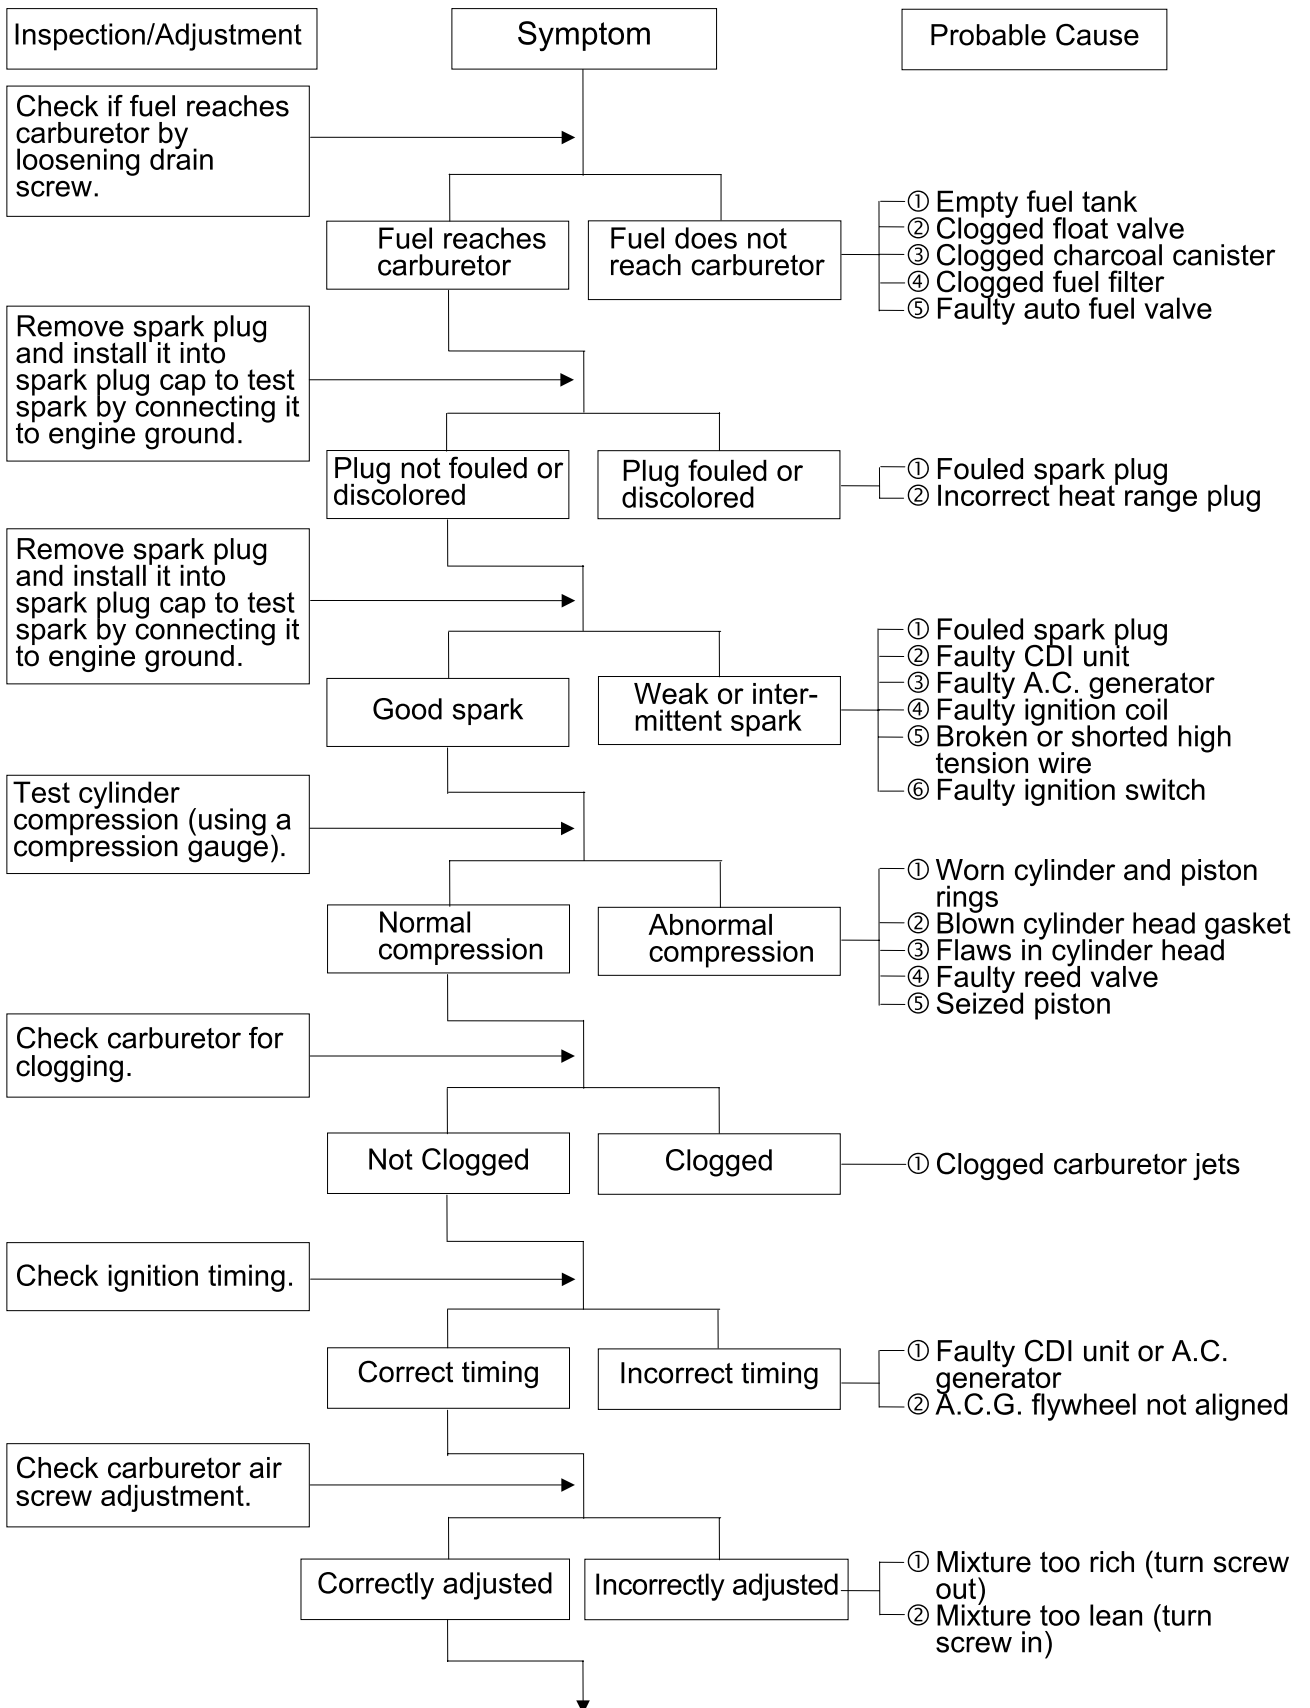 Inspection/Adjustment
Symptom
Probable Cause
Check if fuel reaches
carburetor by
loosening drain
screw.
Fuel reaches
carburetor
Fuel does not
reach carburetor
① Empty fuel tank
② Clogged float valve
③ Clogged charcoal canister
④ Clogged fuel filter
⑤ Faulty auto fuel valve
Remove spark plug
and install it into
spark plug cap to test
spark by connecting it
to engine ground.
Plug not fouled or
discolored
Plug fouled or
discolored
① Fouled spark plug
② Incorrect heat range plug
Remove spark plug
and install it into
spark plug cap to test
spark by connecting it
to engine ground.
Good spark
Weak or inter-
mittent spark
① Fouled spark plug
② Faulty CDI unit
③ Faulty A.C. generator
④ Faulty ignition coil
⑤ Broken or shorted high
tension wire
⑥ Faulty ignition switch
Test cylinder
compression (using a
compression gauge).
Normal
compression
Abnormal
compression
① Worn cylinder and piston
rings
② Blown cylinder head gasket
③ Flaws in cylinder head
④ Faulty reed valve
⑤ Seized piston
Check carburetor for
clogging.
Not Clogged
Clogged
① Clogged carburetor jets
Check ignition timing.
Correct timing
Incorrect timing
① Faulty CDI unit or A.C.
generator
② A.C.G. flywheel not aligned
Check carburetor air
screw adjustment.
Correctly adjusted
Incorrectly adjusted
① Mixture too rich (turn screw
out)
② Mixture too lean (turn
screw in)